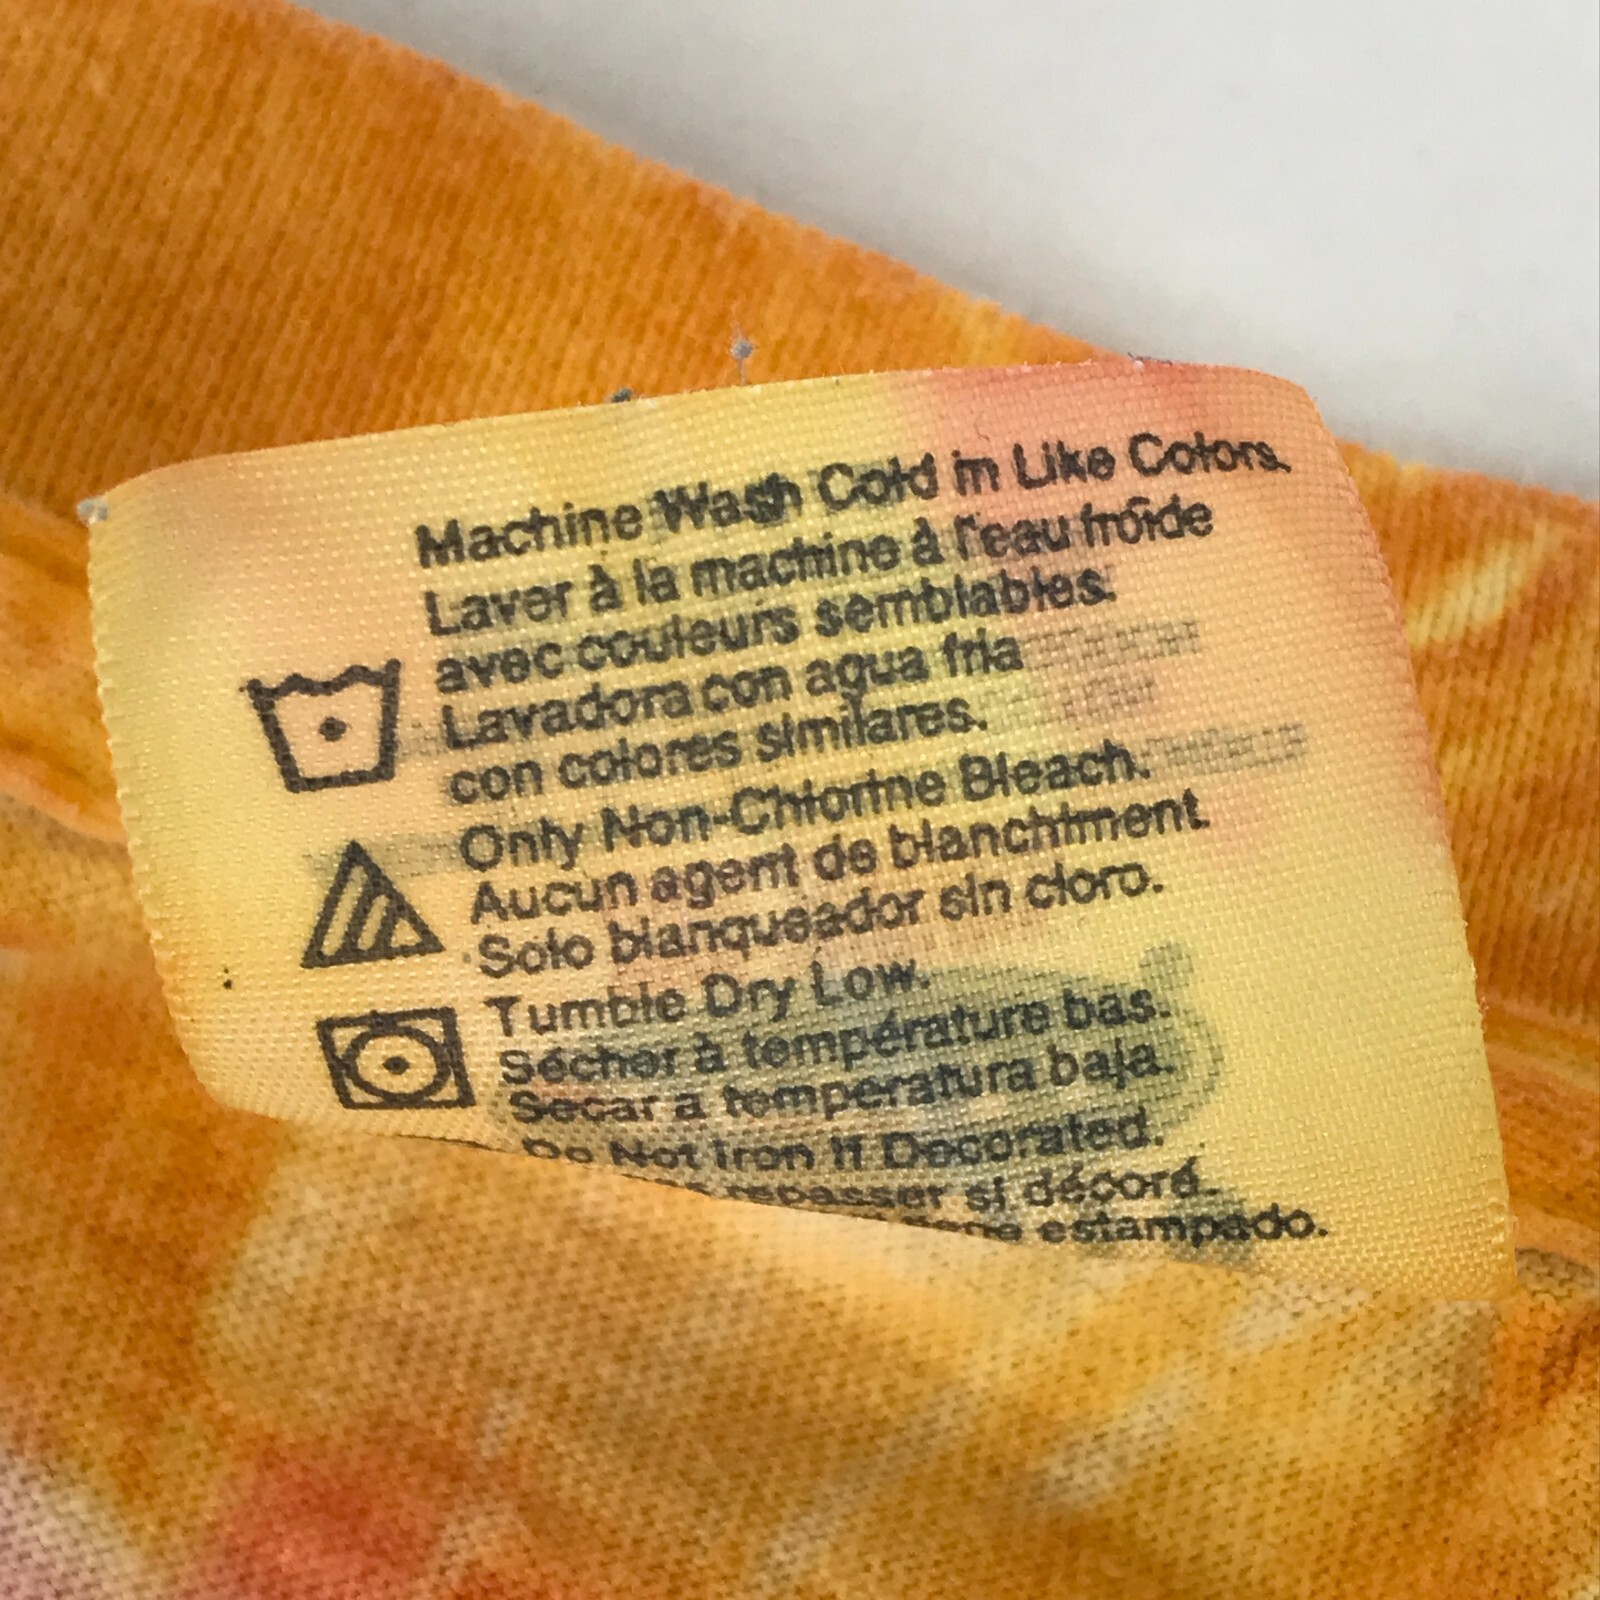 Machine Wash Cold in Like Colors.
Laver à la machine à l'eau froide
avec couleurs semblables.
Lavadora con agua fria
con colores similares.
Only Non-Chlorine Bleach.
Aucun agent de blanchiment.
Solo blanqueador sin cloro.
Tumble Dry Low.
Sécher à température bas.
Secar a temperatura baja.
Do Not Iron If Decorated.
repasser si décoré.
estampado.